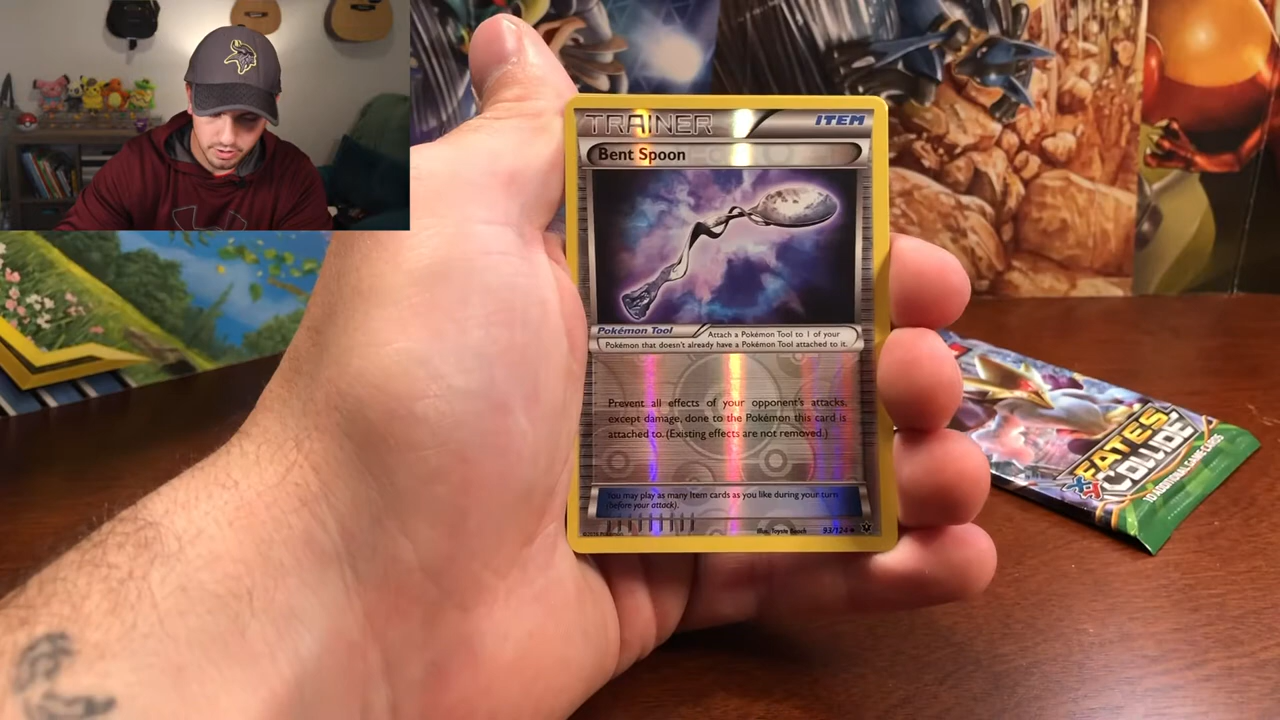 TRAINER
ITEM
Bent Spoon
Pokémon Tool
Attach a Pokémon Tool to 1 of your
Pokémon that doesn't already have a Pokémon Tool attached to it.
Prevent all effects of your opponent's attacks,
except damage, done to the Pokémon this card is
attached to. (Existing effects are not removed.)
You may play as many Item cards as you like during your turn
(before your attack).
Illus. Toyste Beach
93/124
FATES
COLLIDE
XY
10 ADDITIONAL GAME CARDS